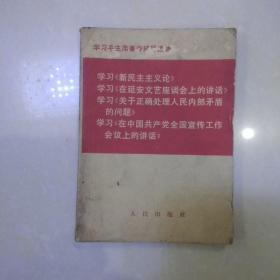 学习毛主席著作辅导
学习《新民主主义论》
学习《在延安文艺座谈会上的讲话》
学习《关于正确处理人民内部矛盾
的问题》
学习《在中国共产党全国宣传工作
会议上的讲话》
人民出版社